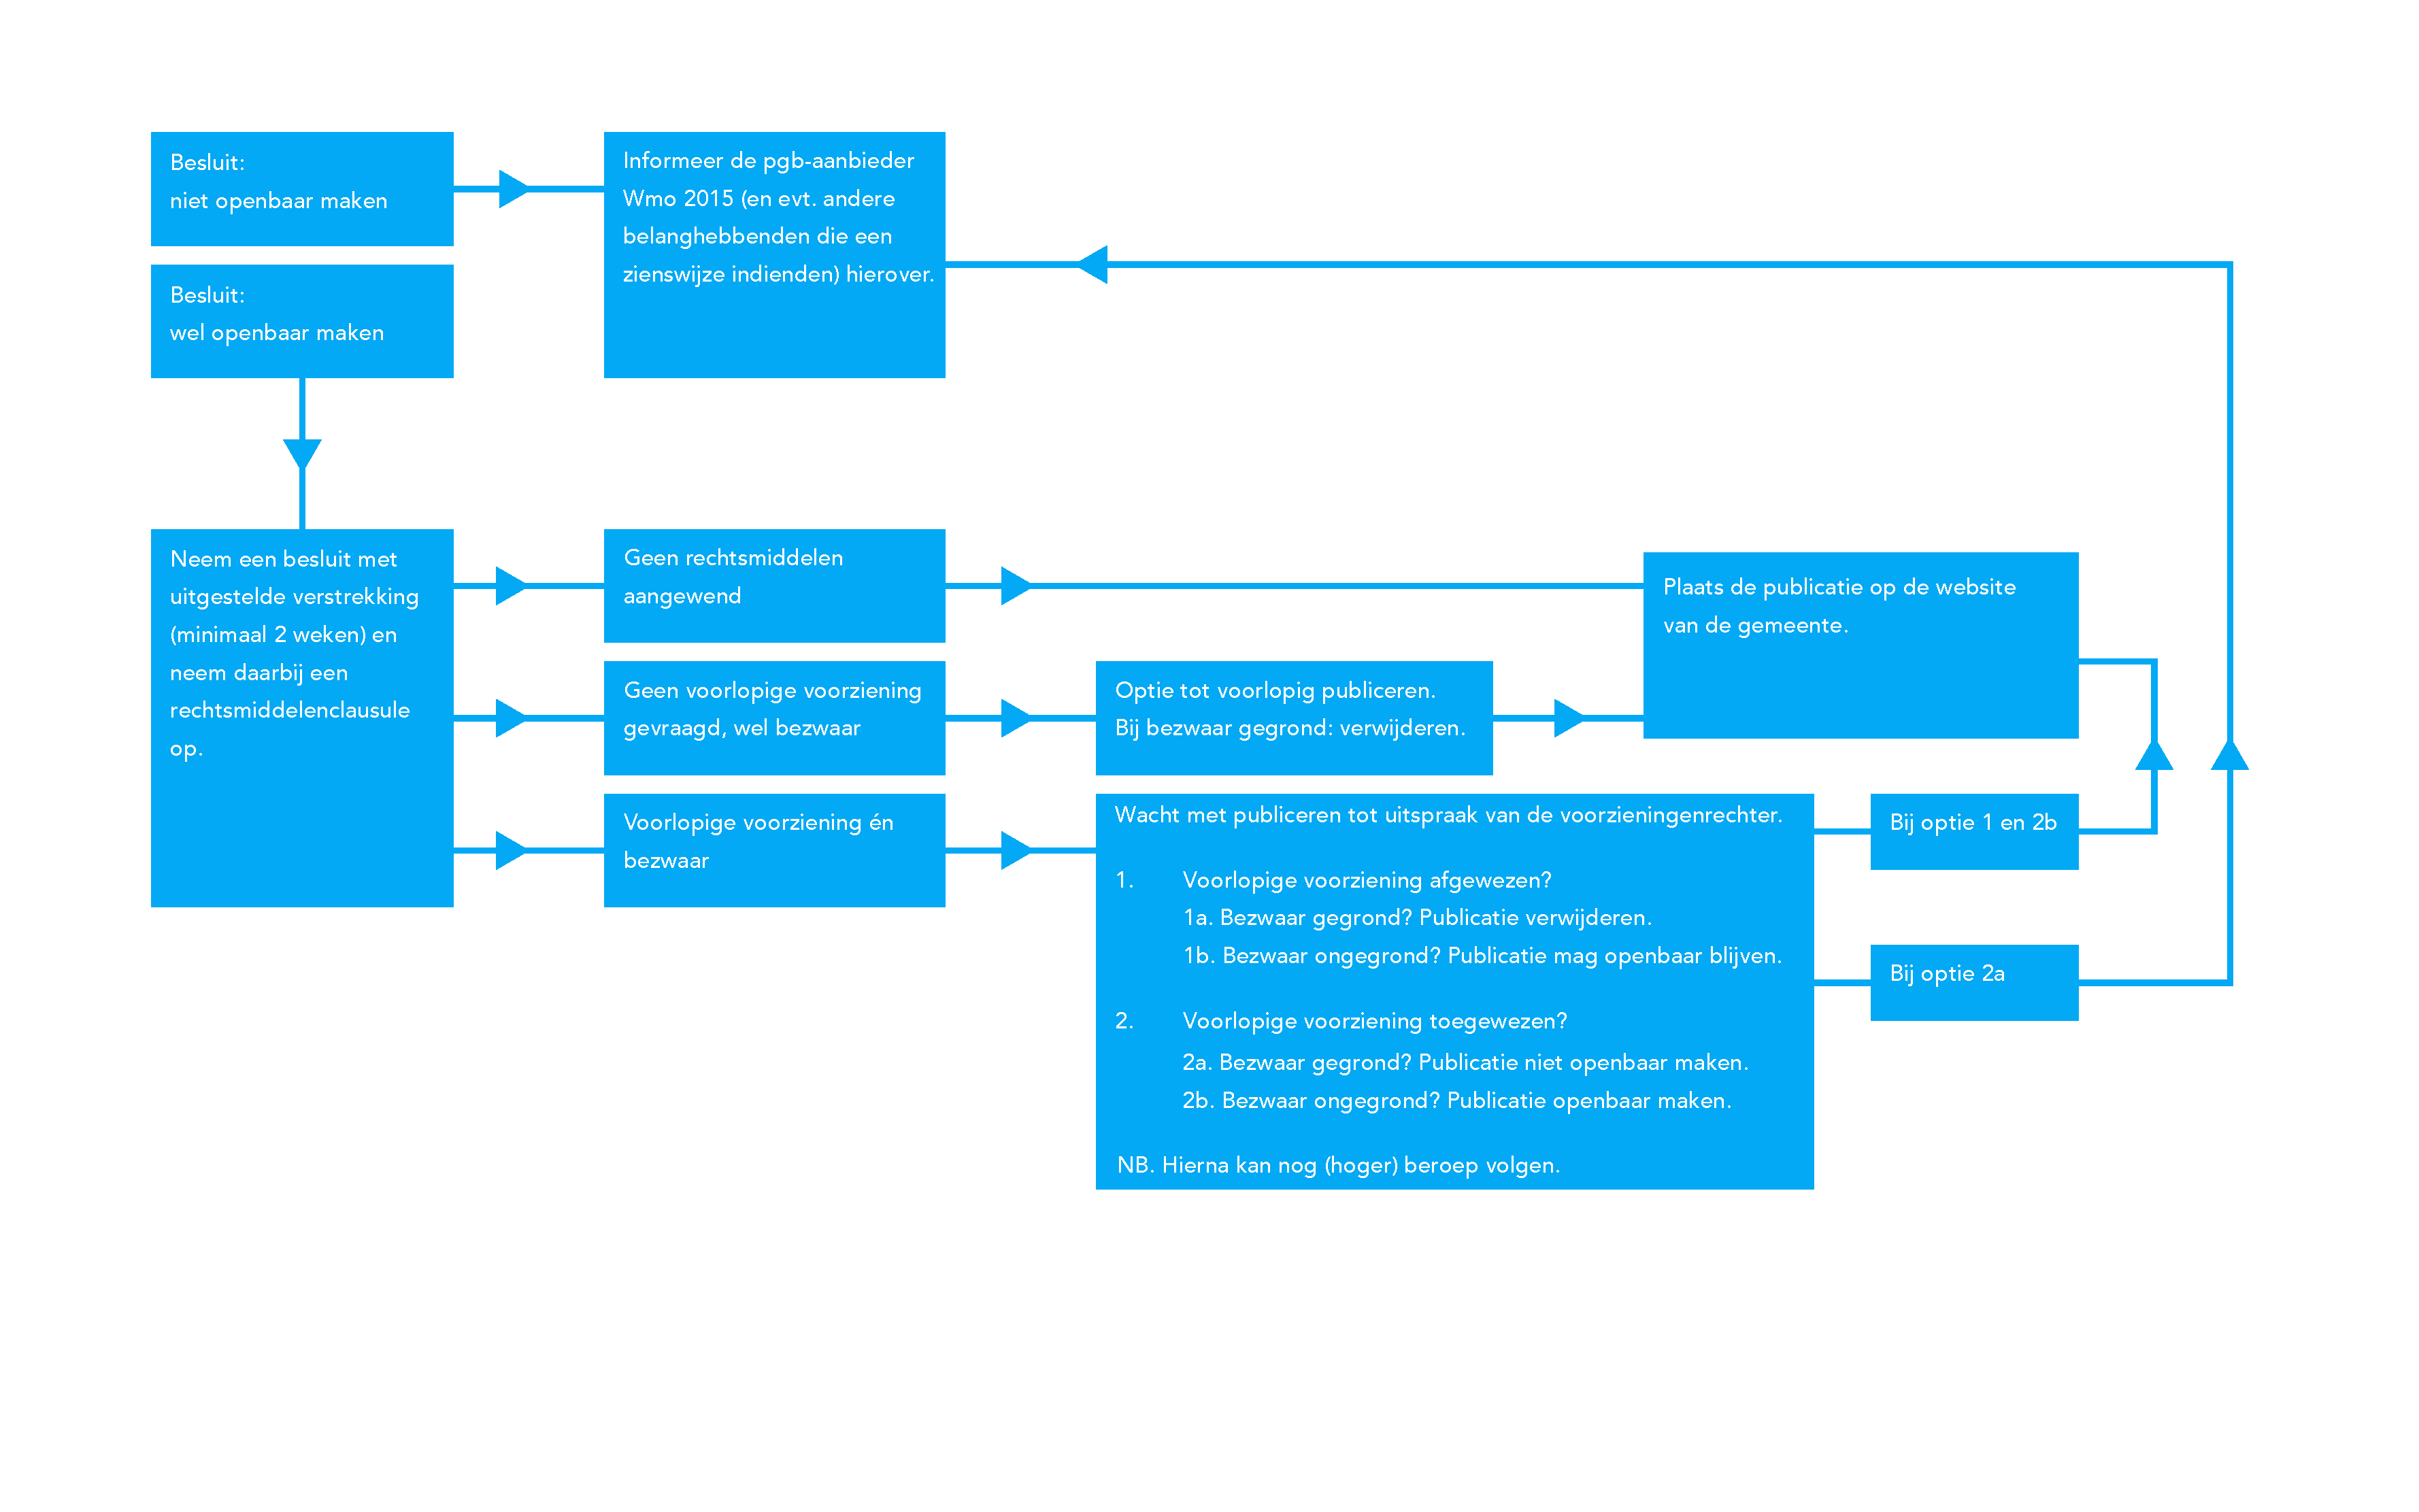 Besluit:
niet openbaar maken
Informeer de pgb-aanbieder
Wmo 2015 (en evt. andere
belanghebbenden die een
zienswijze indienden) hierover.
Besluit:
wel openbaar maken
Neem een besluit met
uitgestelde verstrekking
(minimaal 2 weken) en
neem daarbij een
rechtsmiddelenclausule
op.
Geen rechtsmiddelen
aangewend
Plaats de publicatie op de website
van de gemeente.
Geen voorlopige voorziening
gevraagd, wel bezwaar
Optie tot voorlopig publiceren.
Bij bezwaar gegrond: verwijderen.
Voorlopige voorziening én
bezwaar
Wacht met publiceren tot uitspraak van de voorzieningenrechter.
1. Voorlopige voorziening afgewezen?
1a. Bezwaar gegrond? Publicatie verwijderen.
1b. Bezwaar ongegrond? Publicatie mag openbaar blijven.
2. Voorlopige voorziening toegewezen?
2a. Bezwaar gegrond? Publicatie niet openbaar maken.
2b. Bezwaar ongegrond? Publicatie openbaar maken.
NB. Hierna kan nog (hoger) beroep volgen.
Bij optie 1 en 2b
Bij optie 2a